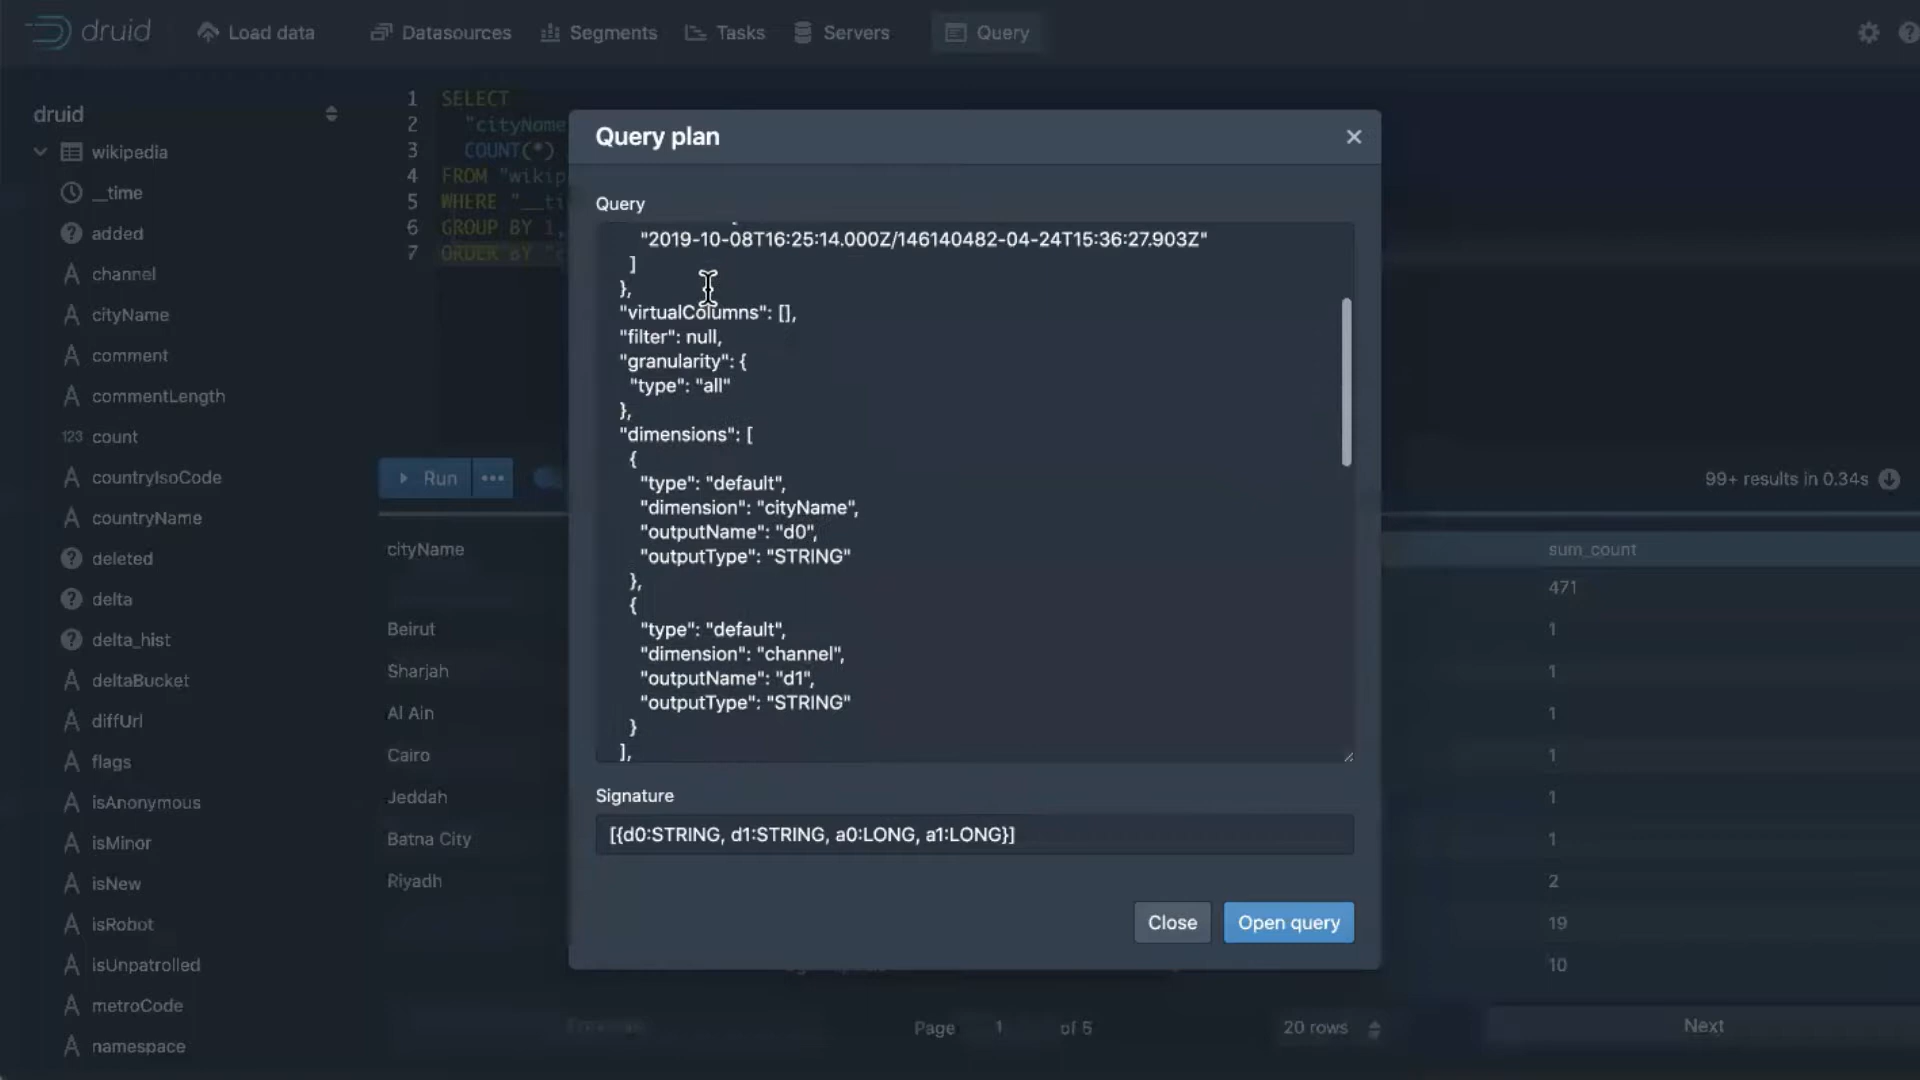 druid
Load data
Datasources
Segments
Tasks
Servers
Query
druid
wikipedia
__time
added
channel
cityName
comment
commentLength
123 count
countryIsoCode
countryName
deleted
delta
delta_hist
deltaBucket
diffUrl
flags
isAnonymous
isMinor
isNew
isRobot
isUnpatrolled
metroCode
namespace
1 SELECT
2 "cityName
3 COUNT(*)
4 FROM "wikip
5 WHERE "__ti
6 GROUP BY 1,
7 ORDER BY "c
Run
99+ results in 0.34s
cityName
Beirut
Sharjah
Al Ain
Cairo
Jeddah
Batna City
Riyadh
sum_count
471
1
1
1
1
1
1
2
19
10
Page 1 of 5
20 rows
Next
Query plan
Query
"2019-10-08T16:25:14.000Z/146140482-04-24T15:36:27.903Z"
]
},
"virtualColumns": [],
"filter": null,
"granularity": {
"type": "all"
},
"dimensions": [
{
"type": "default",
"dimension": "cityName",
"outputName": "d0",
"outputType": "STRING"
},
{
"type": "default",
"dimension": "channel",
"outputName": "d1",
"outputType": "STRING"
}
],
Signature
[{d0:STRING, d1:STRING, a0:LONG, a1:LONG}]
Close
Open query